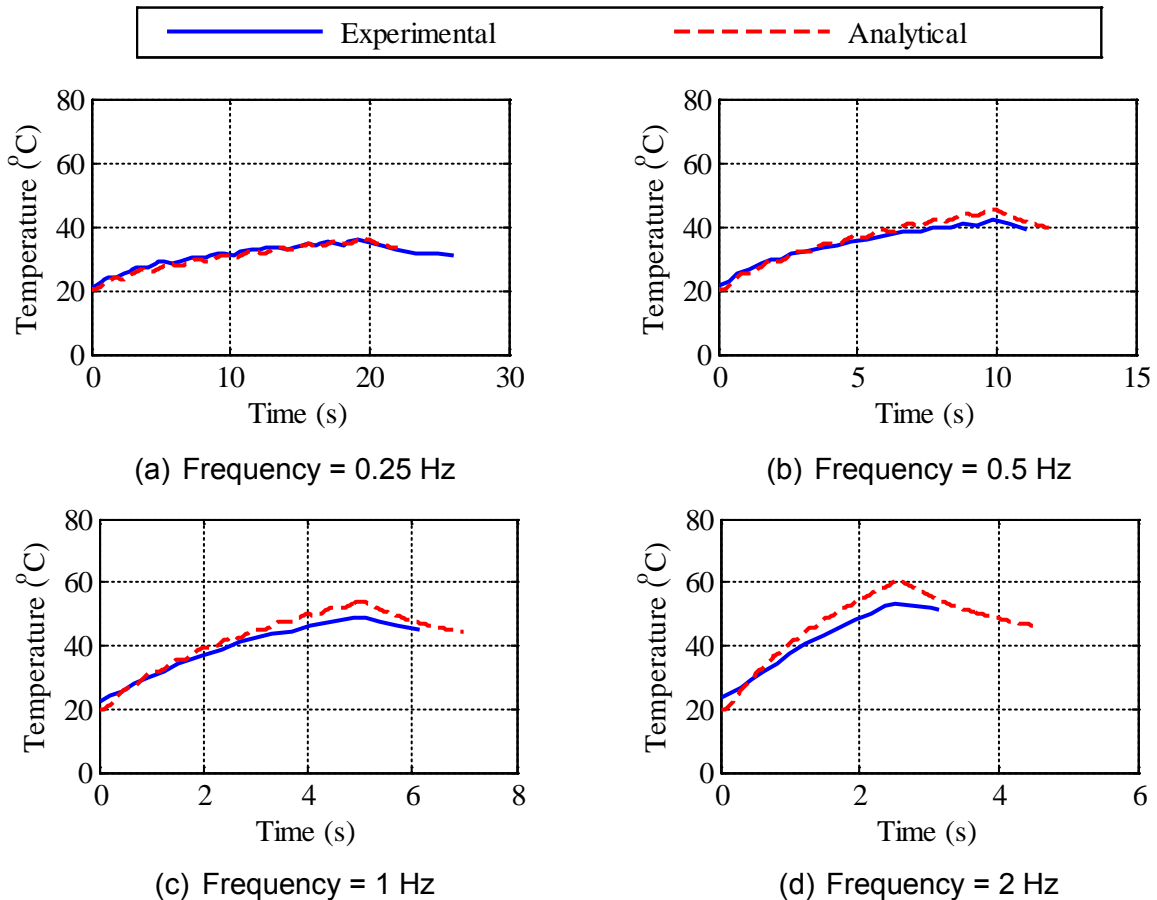 Experimental Analytical
80 80
60 60
40 40
20 20
0 0
Temperature (°C) Temperature (°C)
0 10 20 30 0 5 10 15
Time (s) Time (s)
(a) Frequency = 0.25 Hz (b) Frequency = 0.5 Hz
80 80
60 60
40 40
20 20
0 0
Temperature (°C) Temperature (°C)
0 2 4 6 8 0 2 4 6
Time (s) Time (s)
(c) Frequency = 1 Hz (d) Frequency = 2 Hz